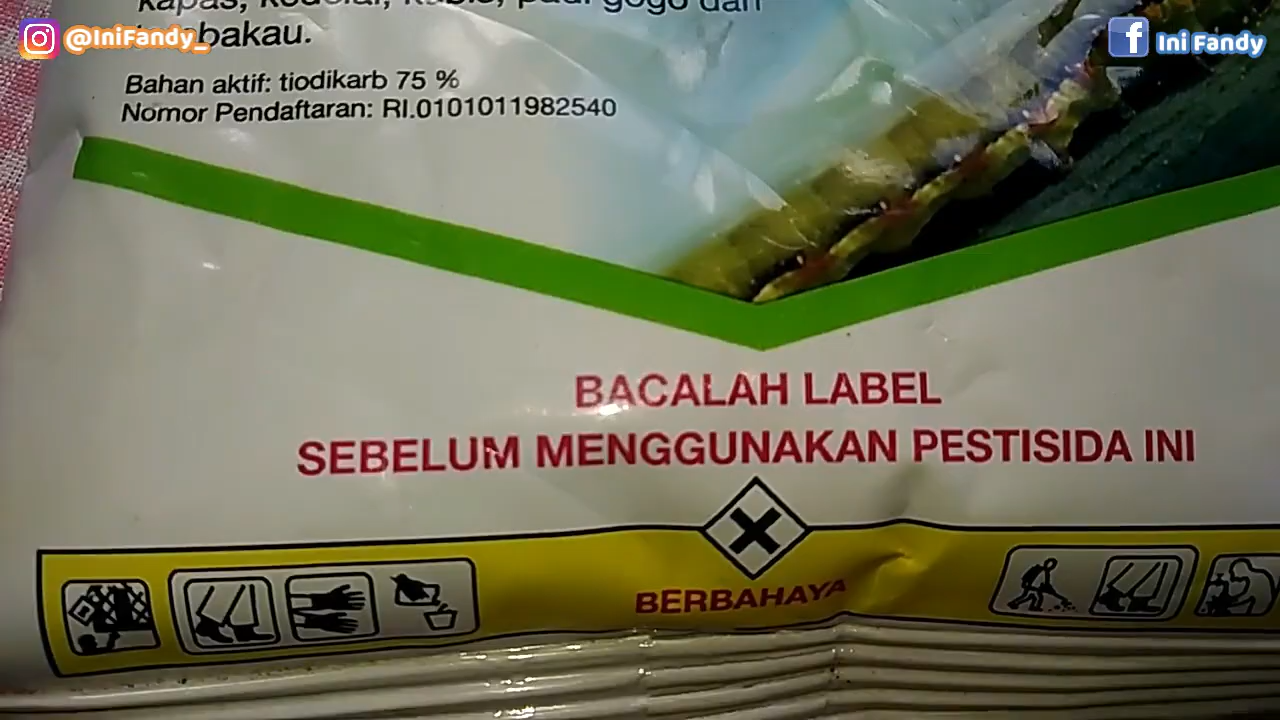 kapas, kedelai, kubis, padi gogo dan
bakau.
@IniFandy_
Ini Fandy
Bahan aktif: tiodikarb 75 %
Nomor Pendaftaran: RI.0101011982540
BACALAH LABEL
SEBELUM MENGGUNAKAN PESTISIDA INI
BERBAHAYA